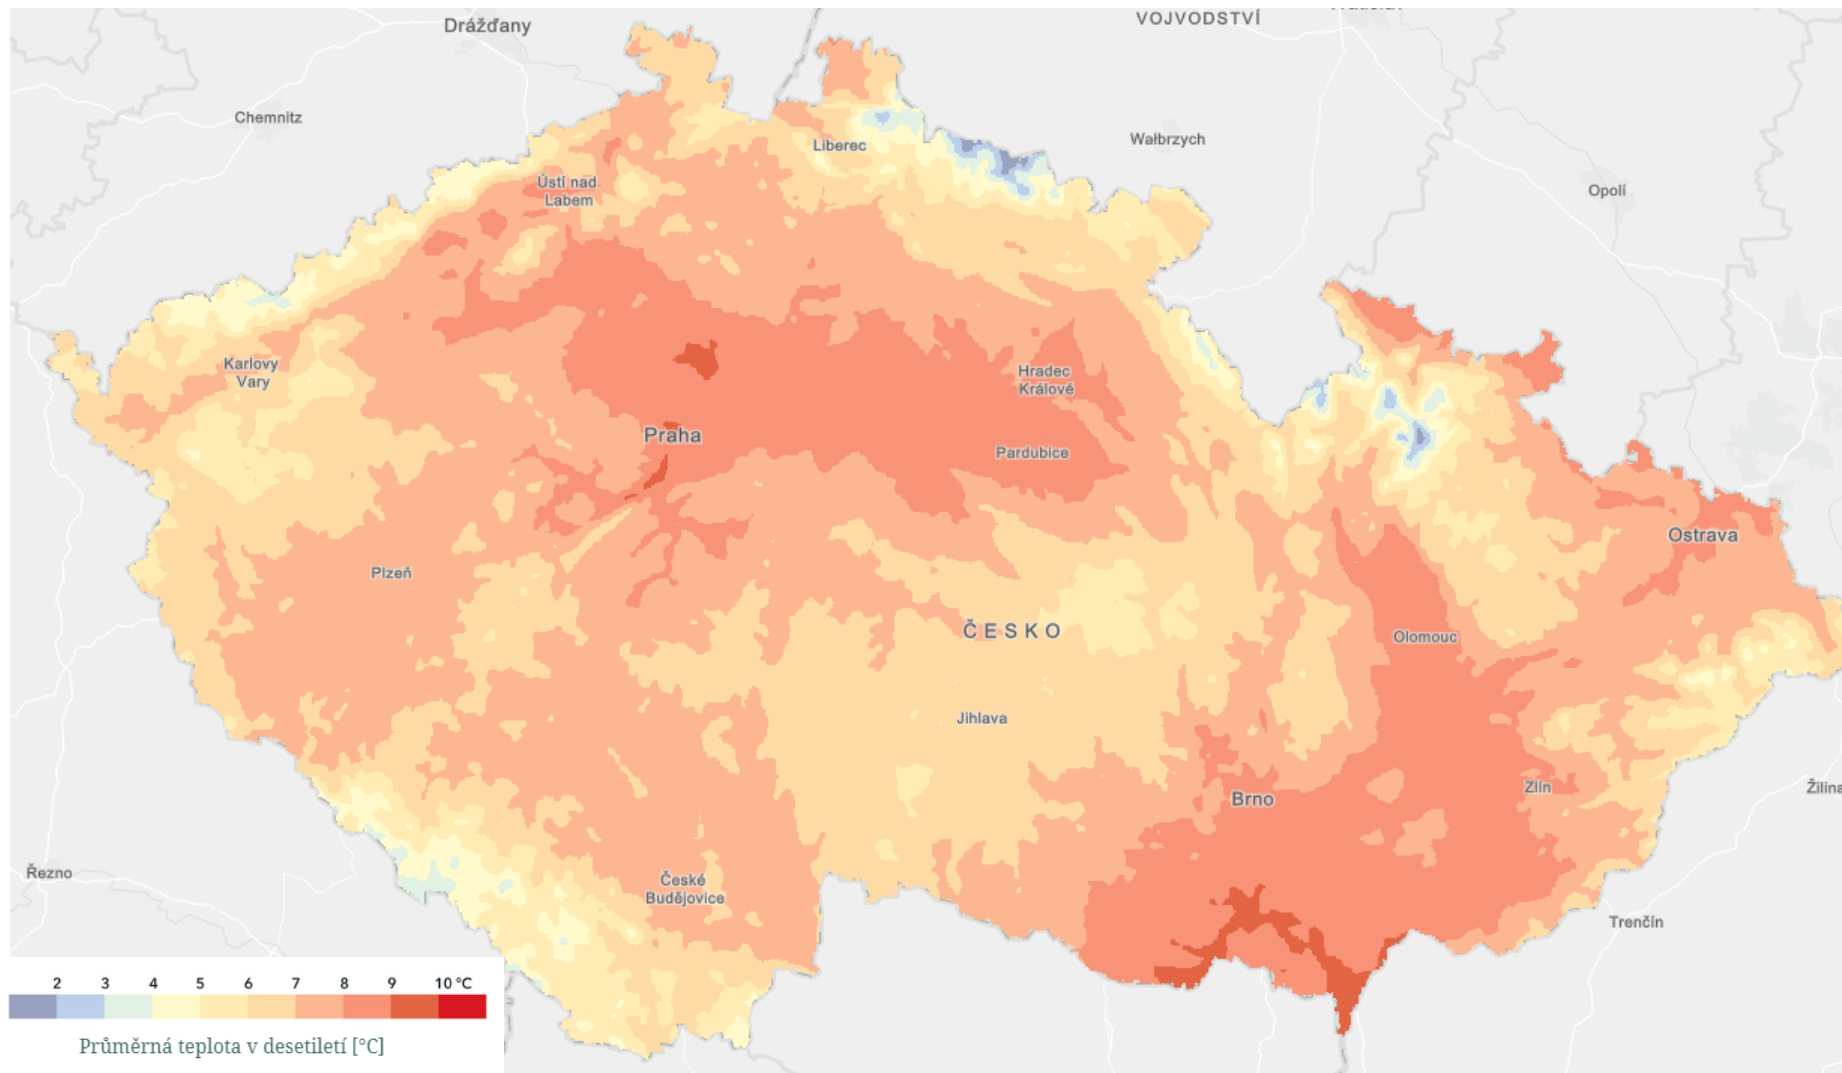 Drážďany
VOJVODSTVÍ
Chemnitz
Wałbrzych
Liberec
Ústí nad
Labem
Opolí
Karlovy
Vary
Hradec
Králové
Praha
Pardubice
Ostrava
Plzeň
ČESKO
Olomouc
Jihlava
Brno
Zlín
Žilina
Řezno
České
Budějovice
Trenčín
2 3 4 5 6 7 8 9 10 °C
Průměrná teplota v desetiletí [°C]